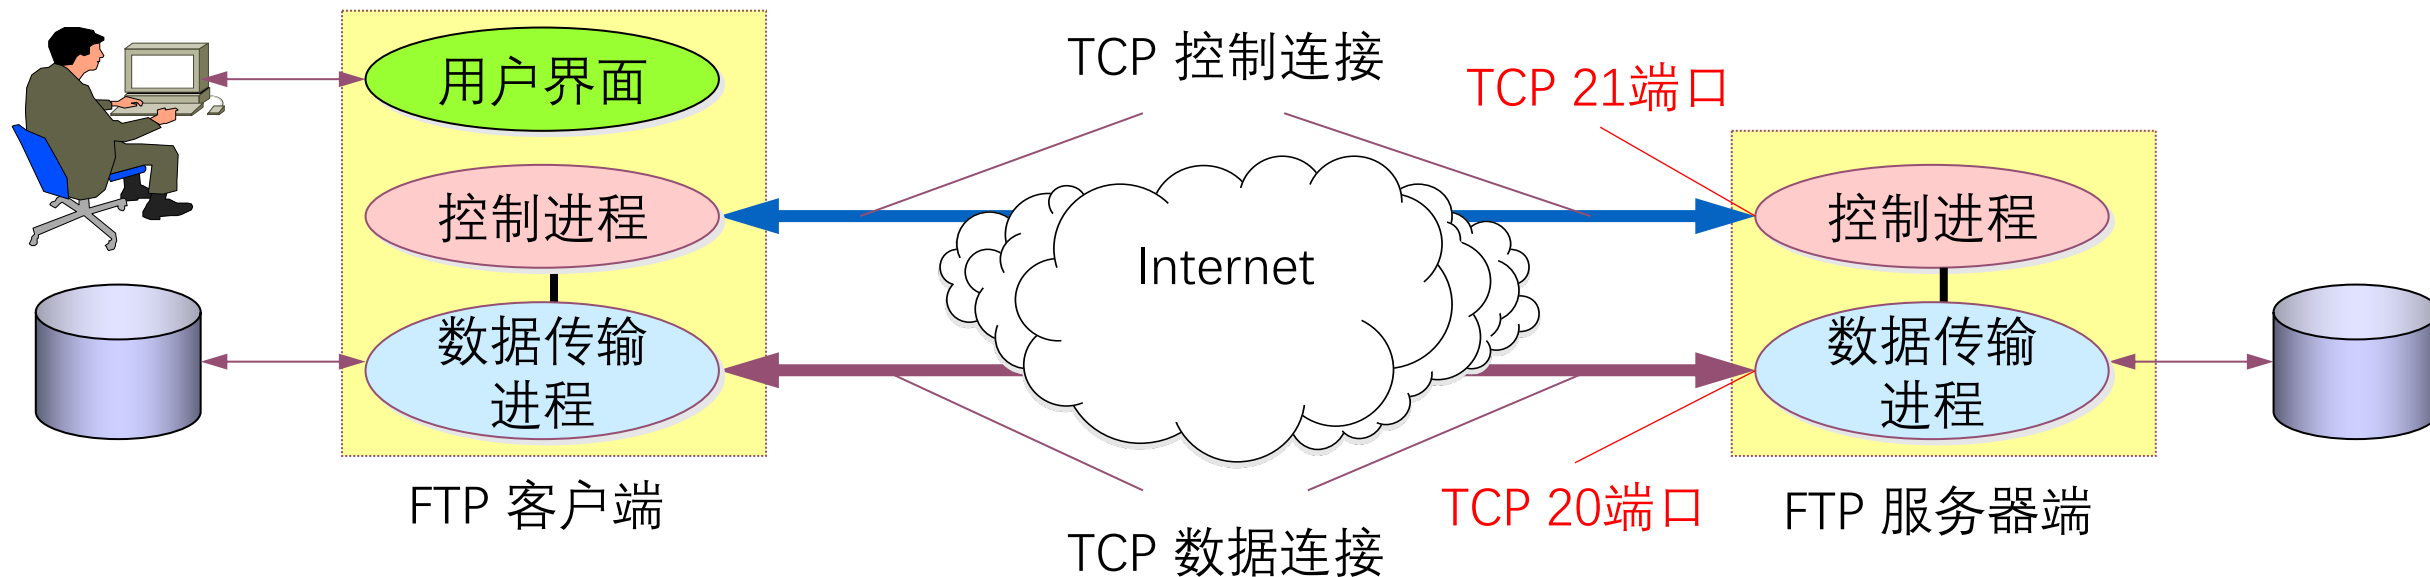 用户界面
控制进程
数据传输
进程
FTP 客户端
TCP 控制连接
Internet
TCP 数据连接
TCP 21端口
TCP 20端口
控制进程
数据传输
进程
FTP 服务器端